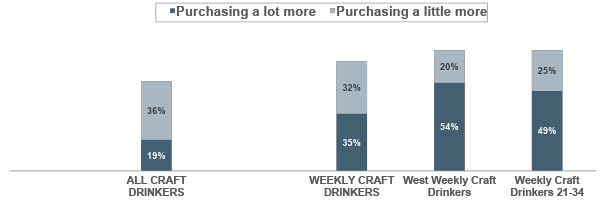 Purchasing a lot more Purchasing a little more
36% 32% 20% 25%
19% 35% 54% 49%
ALL CRAFT WEEKLY CRAFT West Weekly Craft Weekly Craft
DRINKERS DRINKERS Drinkers Drinkers 21-34